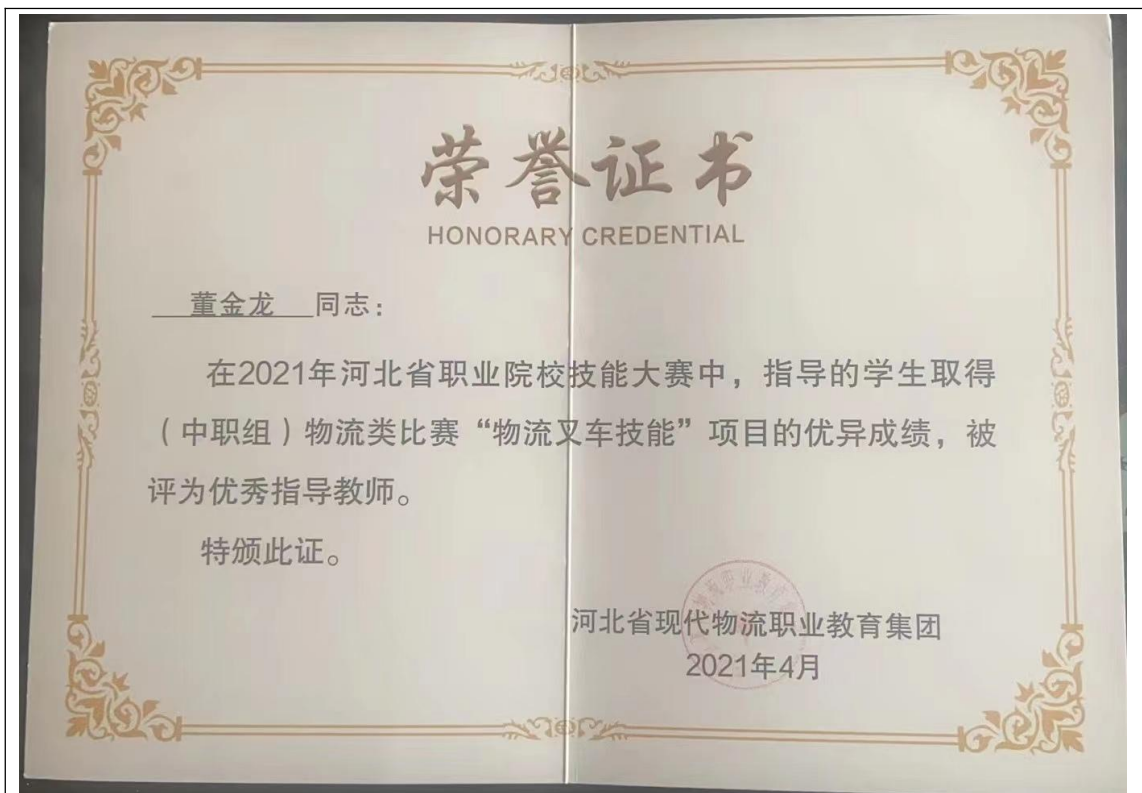 荣誉证书
HONORARY CREDENTIAL
董金龙 同志：
在2021年河北省职业院校技能大赛中，指导的学生取得
（中职组）物流类比赛“物流叉车技能”项目的优异成绩，被
评为优秀指导教师。
特颁此证。
河北省现代物流职业教育集团
2021年4月